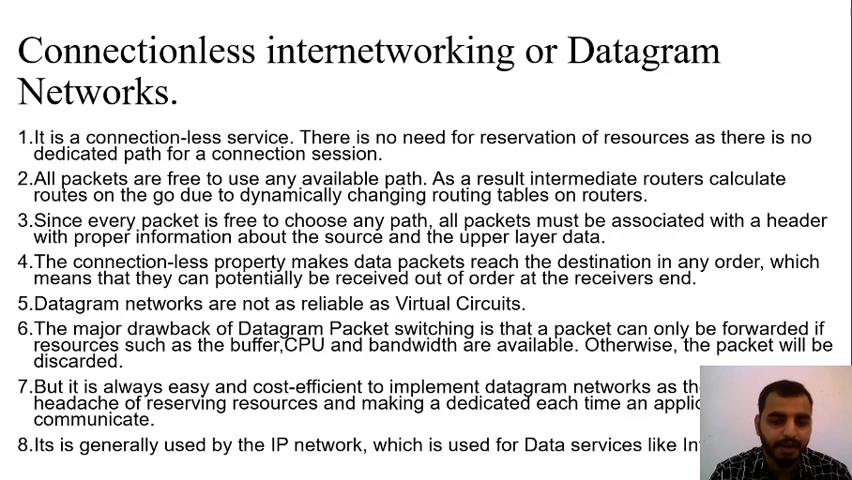 Connectionless internetworking or Datagram
Networks.
1.It is a connection-less service. There is no need for reservation of resources as there is no
dedicated path for a connection session.
2.All packets are free to use any available path. As a result intermediate routers calculate
routes on the go due to dynamically changing routing tables on routers.
3.Since every packet is free to choose any path, all packets must be associated with a header
with proper information about the source and the upper layer data.
4.The connection-less property makes data packets reach the destination in any order, which
means that they can potentially be received out of order at the receivers end.
5.Datagram networks are not as reliable as Virtual Circuits.
6.The major drawback of Datagram Packet switching is that a packet can only be forwarded if
resources such as the buffer,CPU and bandwidth are available. Otherwise, the packet will be
discarded.
7.But it is always easy and cost-efficient to implement datagram networks as
headache of reserving resources and making a dedicated each time an
communicate.
8.Its is generally used by the IP network, which is used for Data services like